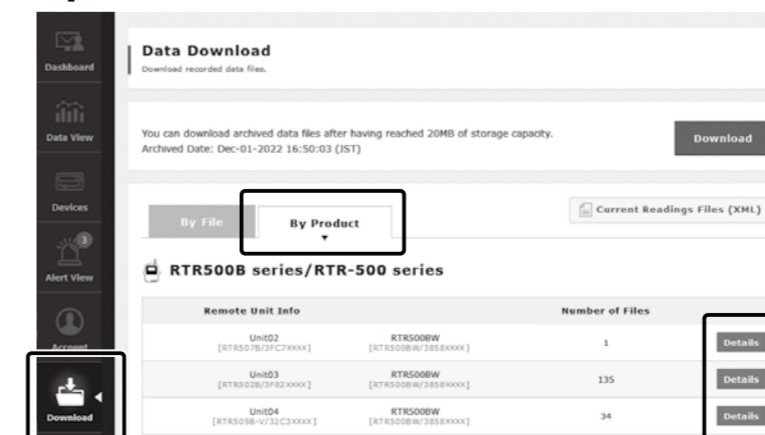 Dashboard
Data View
Devices
3
Alert View
Account
Download
Data Download
Download recorded data files.
You can download archived data files after having reached 20MB of storage capacity.
Archived Date: Dec-01-2022 16:50:03 (JST)
Download
By File
By Product
Current Readings Files (XML)
RTR500B series/RTR-500 series
Remote Unit Info Number of Files
Unit02 RTR500BW 1 Details
[RTR507B/3FC7XXXX] [RTR500BW/3858XXXX]
Unit03 RTR500BW 135 Details
[RTR502B/3F82XXXX] [RTR500BW/3858XXXX]
Unit04 RTR500BW 34 Details
[RTR505B-V/32C3XXXX] [RTR500BW/3858XXXX]